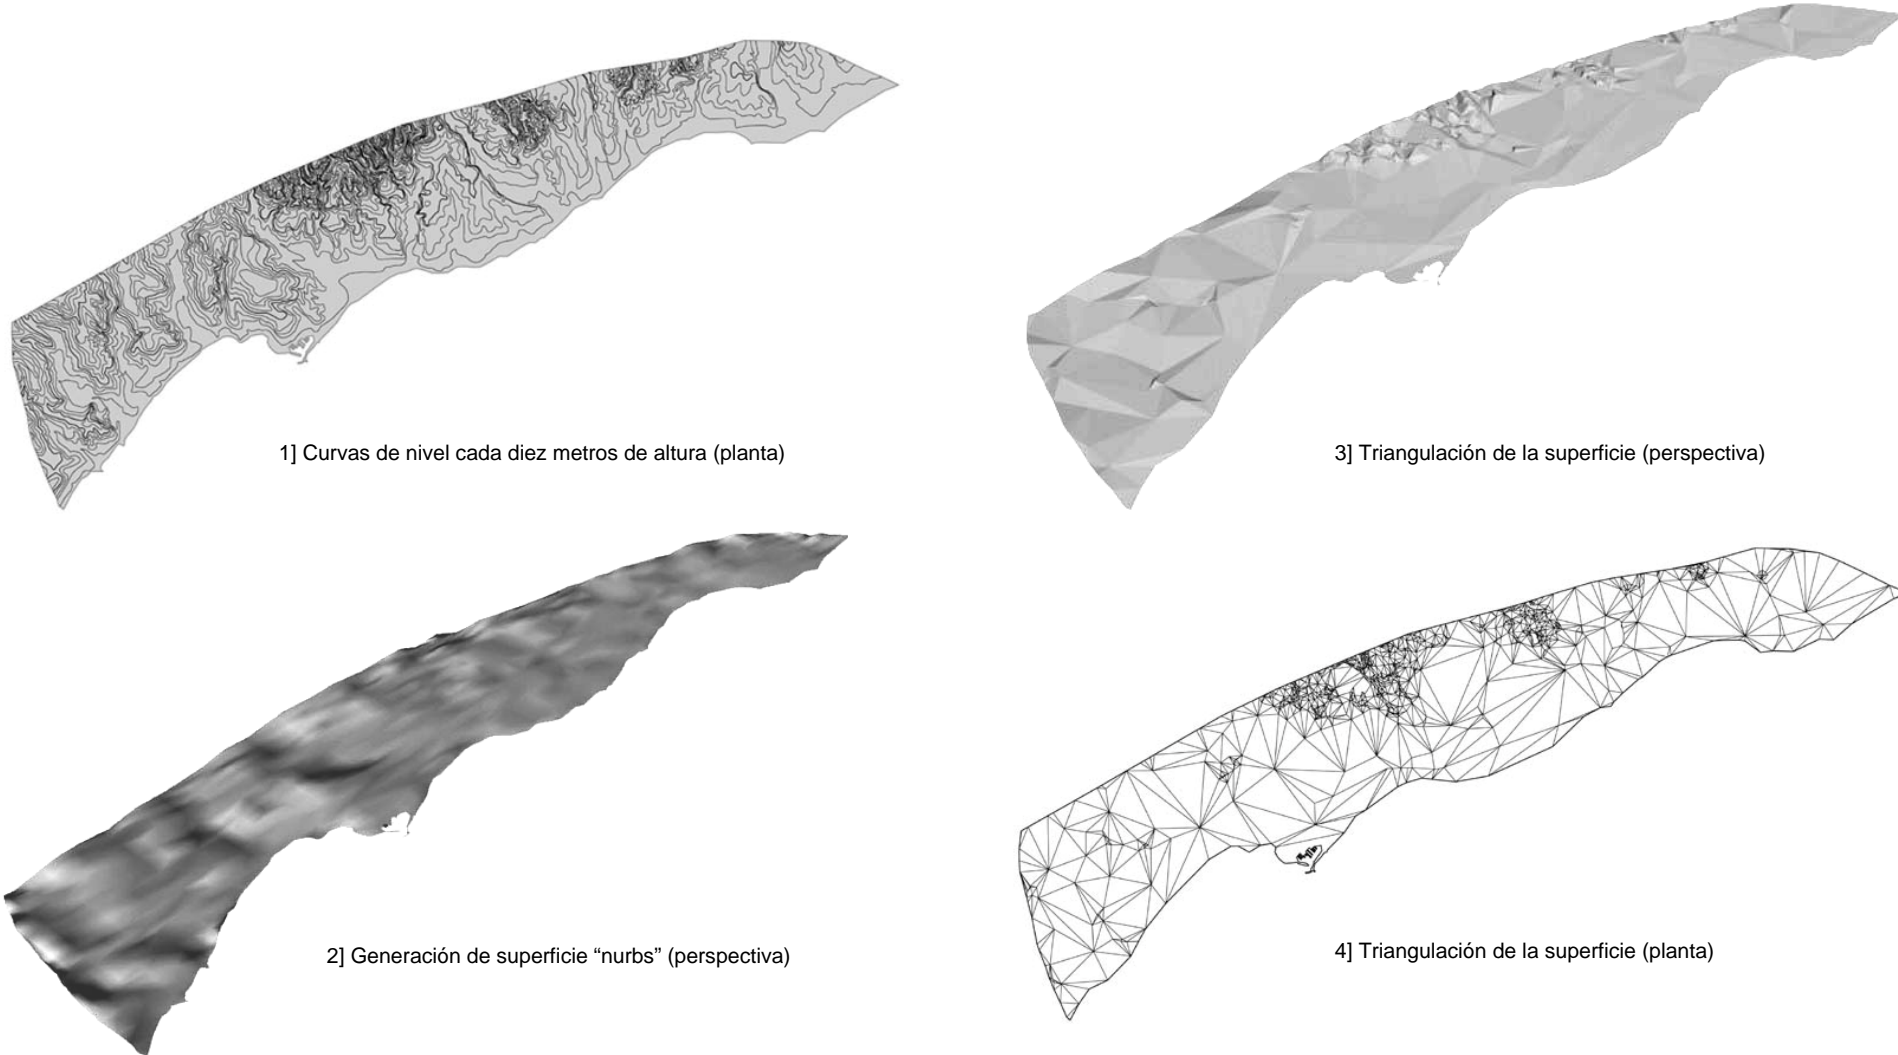 1] Curvas de nivel cada diez metros de altura (planta)
3] Triangulación de la superficie (perspectiva)
2] Generación de superficie “nurbs” (perspectiva)
4] Triangulación de la superficie (planta)